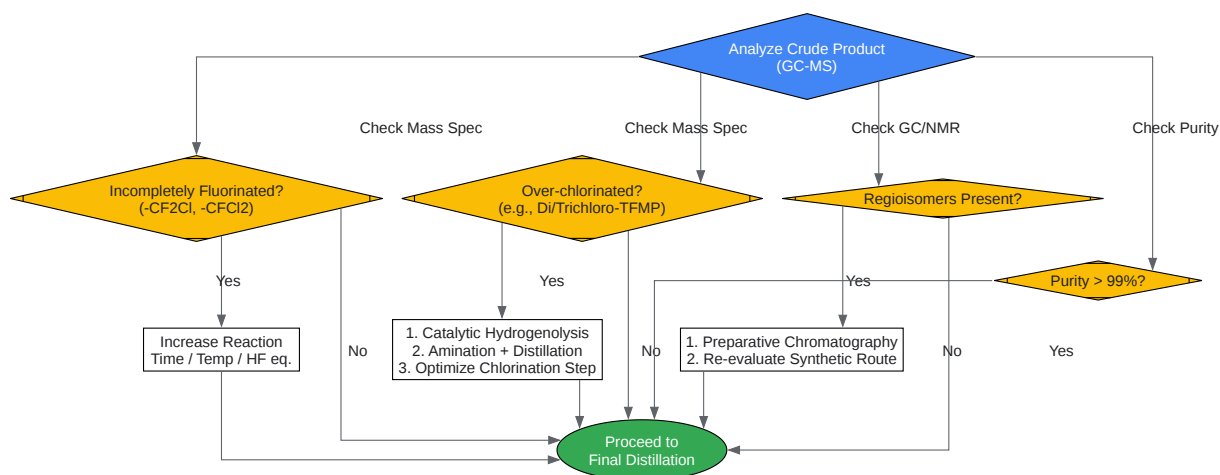 Analyze Crude Product
(GC-MS)
Check Mass Spec
Check Mass Spec
Check GC/NMR
Check Purity
Incompletely Fluorinated?
(-CF2Cl, -CFCl2)
Over-chlorinated?
(e.g., Di/Trichloro-TFMP)
Regioisomers Present?
Purity > 99%?
Yes
Yes
Yes
Increase Reaction
Time / Temp / HF eq.
No
1. Catalytic Hydrogenolysis
2. Amination + Distillation
3. Optimize Chlorination Step
No
1. Preparative Chromatography
2. Re-evaluate Synthetic Route
No
Yes
Proceed to
Final Distillation